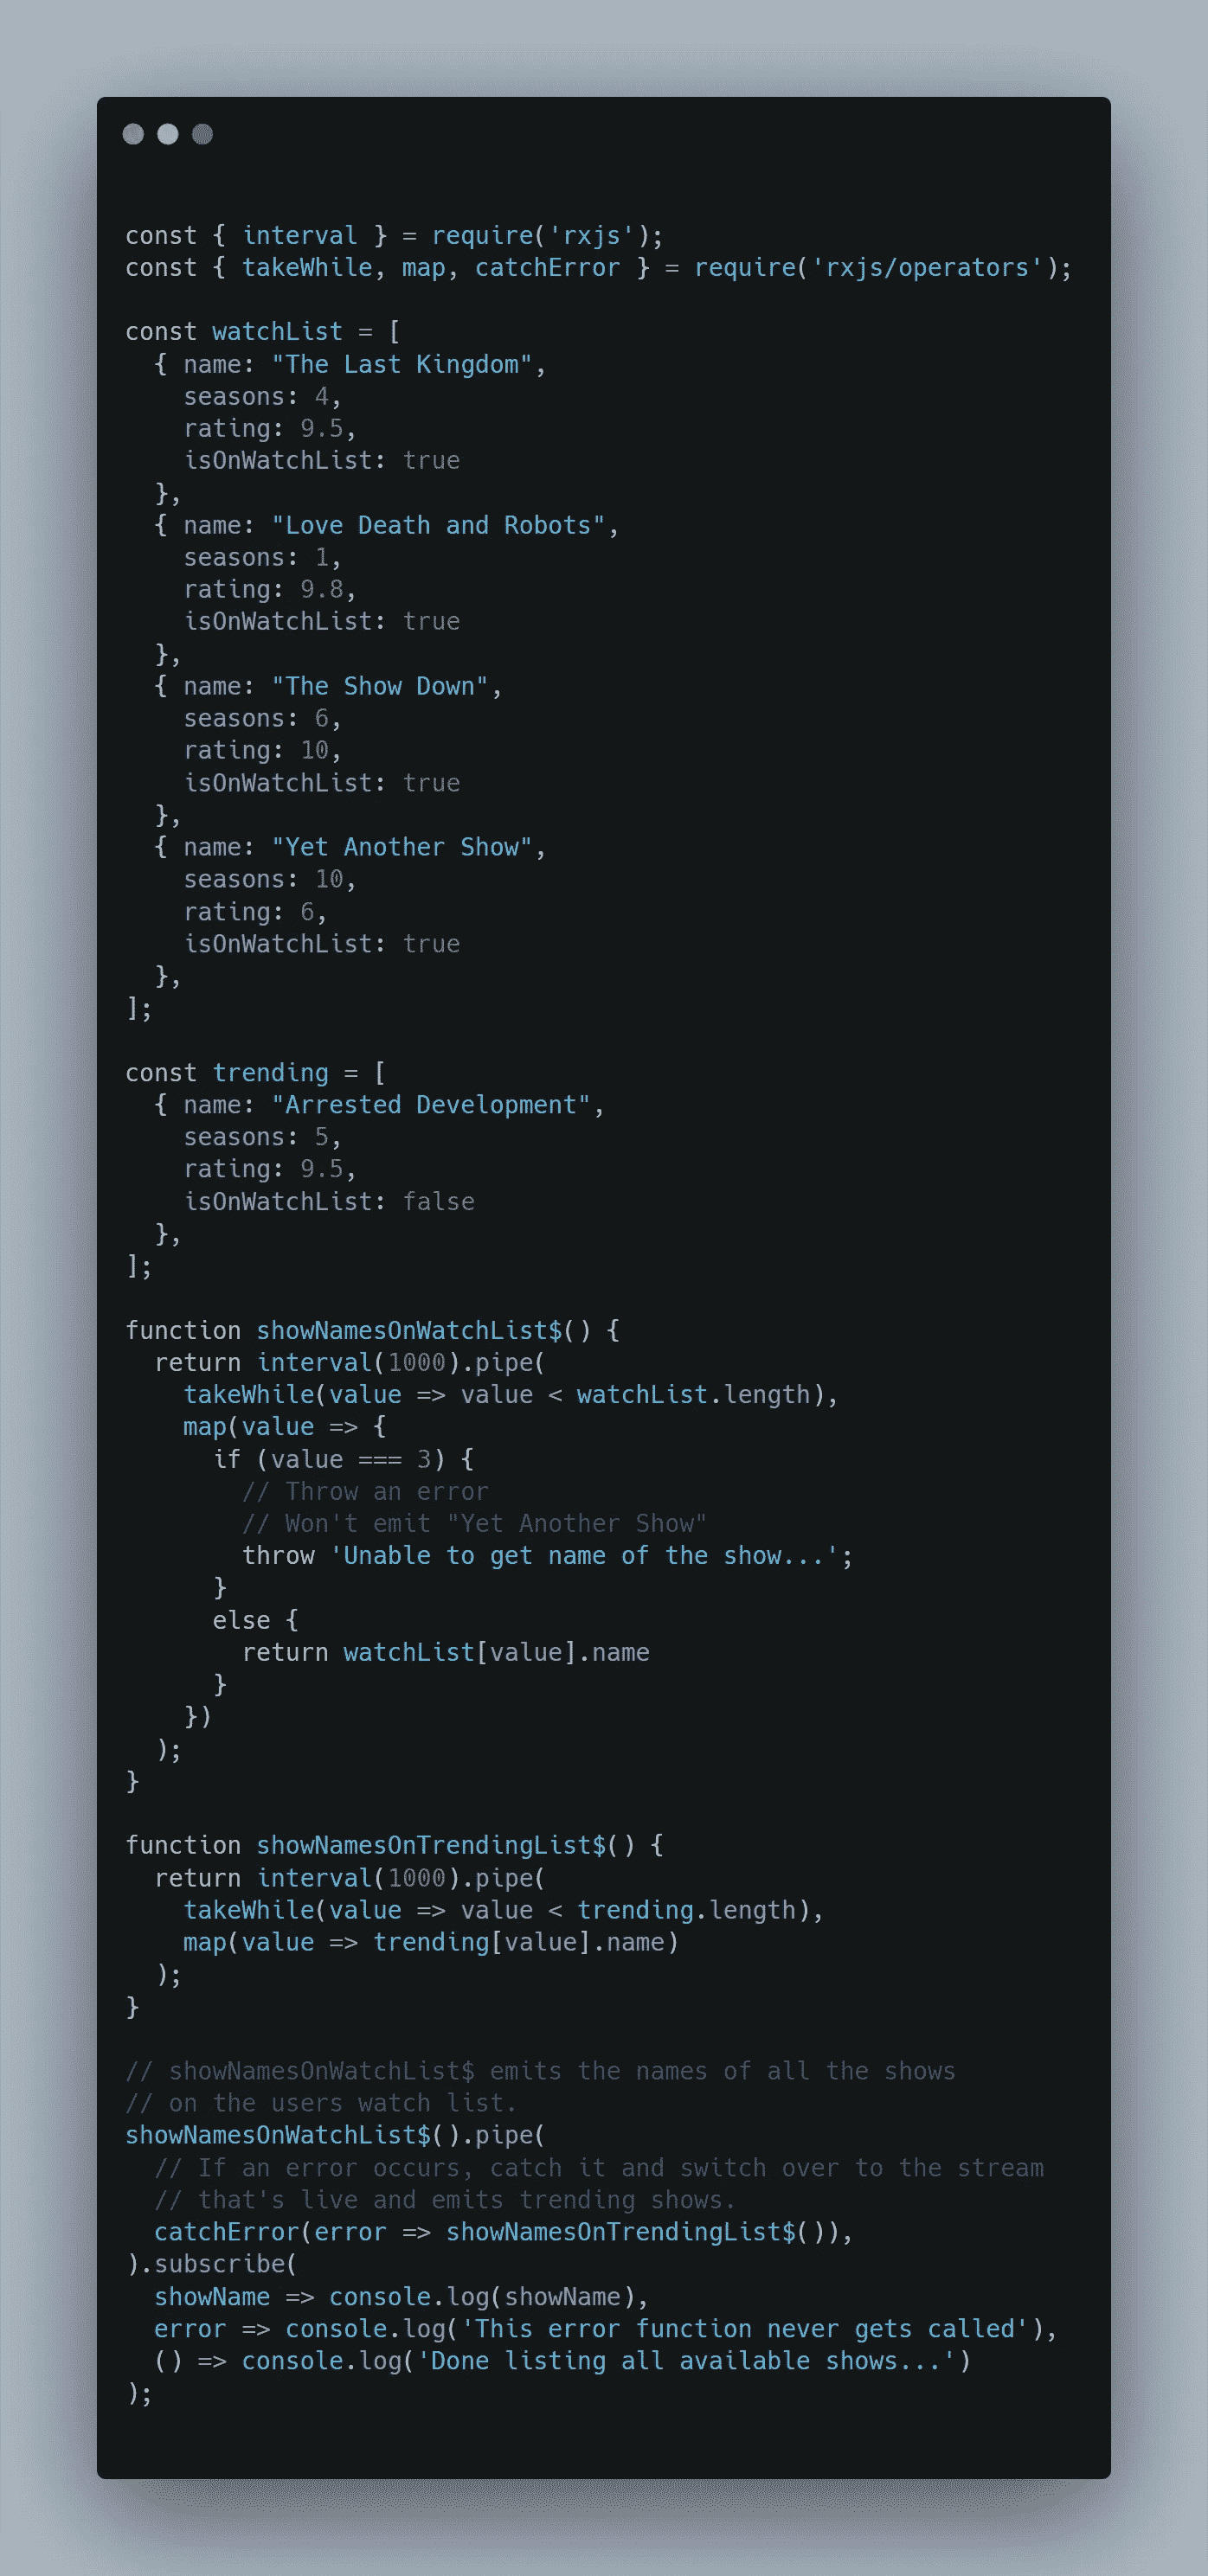 const { interval } = require('rxjs');
const { takeWhile, map, catchError } = require('rxjs/operators');

const watchList = [
  { name: "The Last Kingdom",
    seasons: 4,
    rating: 9.5,
    isOnWatchList: true
  },
  { name: "Love Death and Robots",
    seasons: 1,
    rating: 9.8,
    isOnWatchList: true
  },
  { name: "The Show Down",
    seasons: 6,
    rating: 10,
    isOnWatchList: true
  },
  { name: "Yet Another Show",
    seasons: 10,
    rating: 6,
    isOnWatchList: true
  },
];

const trending = [
  { name: "Arrested Development",
    seasons: 5,
    rating: 9.5,
    isOnWatchList: false
  },
];

function showNamesOnWatchList$() {
  return interval(1000).pipe(
    takeWhile(value => value < watchList.length),
    map(value => {
      if (value === 3) {
        // Throw an error
        // Won't emit "Yet Another Show"
        throw 'Unable to get name of the show...';
      }
      else {
        return watchList[value].name
      }
    })
  );
}

function showNamesOnTrendingList$() {
  return interval(1000).pipe(
    takeWhile(value => value < trending.length),
    map(value => trending[value].name)
  );
}

// showNamesOnWatchList$ emits the names of all the shows
// on the users watch list.
showNamesOnWatchList$().pipe(
  // If an error occurs, catch it and switch over to the stream
  // that's live and emits trending shows.
  catchError(error => showNamesOnTrendingList$()),
).subscribe(
  showName => console.log(showName),
  error => console.log('This error function never gets called'),
  () => console.log('Done listing all available shows...')
);